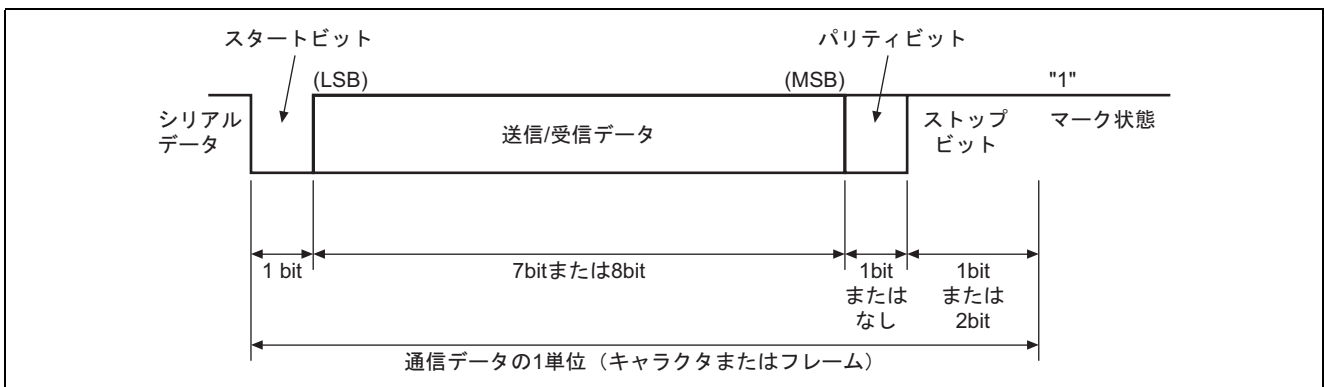 スタートビット
パリティビット
(LSB)
(MSB)
"1"
シリアル
データ
送信/受信データ
ストップ
ビット
マーク状態
1 bit
7bitまたは8bit
1bit
または
なし
1bit
または
2bit
通信データの1単位（キャラクタまたはフレーム）